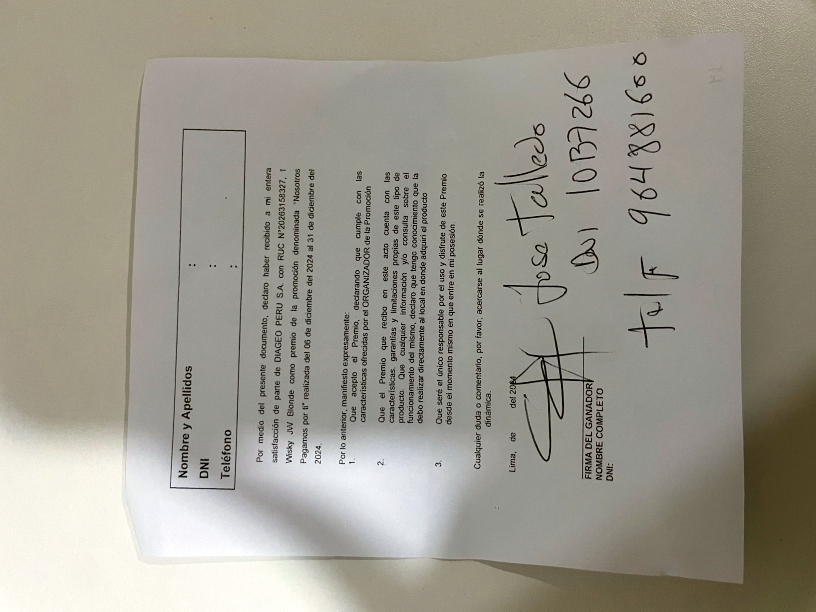 Nombre y Apellidos :
DNI :
Teléfono :
Por medio del presente documento, declaro haber recibido a mi entera
satisfacción de parte de DIAGEO PERU S.A. con RUC N°20263158327, 1
Wisky JW Blonde como premio de la promoción denominada "Nosotros
Pagamos por ti" realizada del 06 de diciembre del 2024 al 31 de diciembre del
2024.
Por lo anterior, manifiesto expresamente:
1. Que acepto el Premio, declarando que cumple con las
características ofrecidas por el ORGANIZADOR de la Promoción
2. Que el Premio que recibo en este acto cuenta con las
características, garantías y limitaciones propias de este tipo de
producto. Que cualquier información y/o consulta sobre el
funcionamiento del mismo, declaro que tengo conocimiento que la
debo realizar directamente al local en donde adquirí el producto
3. Que seré el único responsable por el uso y disfrute de este Premio
desde el momento mismo en que entre en mi posesión
Cualquier duda o comentario, por favor, acercarse al lugar dónde se realizó la
dinámica.
Lima, de del 2024
Jose Talledo
DNI 10137266
FIRMA DEL GANADOR
NOMBRE COMPLETO
DNI:
Telf 964881600